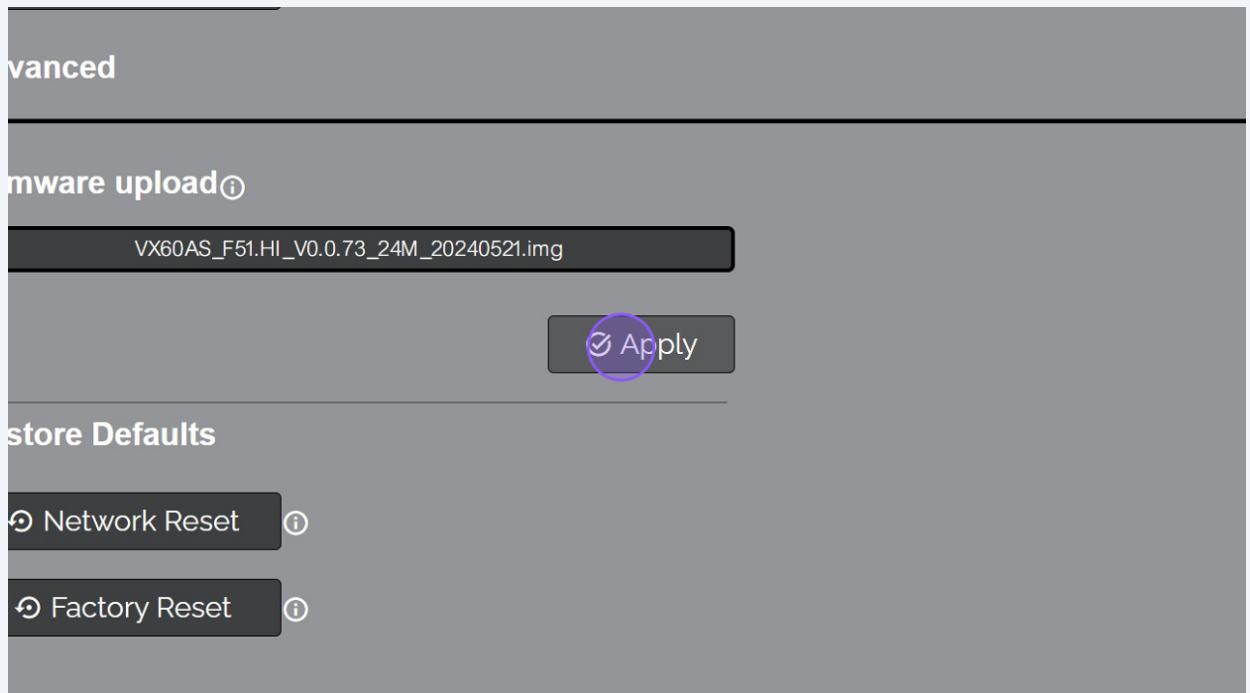 vanced
mware upload
VX60AS_F51.HI_V0.0.73_24M_20240521.img
Apply
store Defaults
Network Reset
Factory Reset